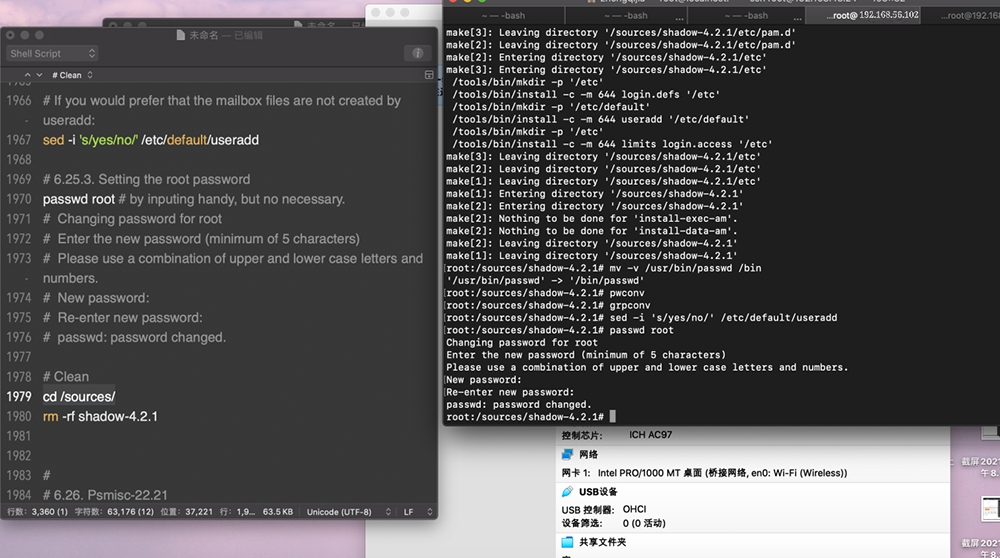 未命名 — 已编辑
Shell Script
# Clean
1966 # If you would prefer that the mailbox files are not created by
- useradd:
1967 sed -i 's/yes/no/' /etc/default/useradd
1968
1969 # 6.25.3. Setting the root password
1970 passwd root # by inputing handy, but no necessary.
1971 #  Changing password for root
1972 #  Enter the new password (minimum of 5 characters)
1973 #  Please use a combination of upper and lower case letters and
- numbers.
1974 #  New password:
1975 #  Re-enter new password:
1976 #  passwd: password changed.
1977
1978 # Clean
1979 cd /sources/
1980 rm -rf shadow-4.2.1
1981
1982
1983 #
1984 # 6.26. Psmisc-22.21
行数: 3,360 (1) 字符数: 63,176 (12) 位置: 37,221 行: 1,9... 63.5 KB Unicode (UTF-8) LF
~ — -bash
~ — -bash ...
~ — -bash ...
...root@ 192.168.56.102
...root@192.16
make[3]: Leaving directory '/sources/shadow-4.2.1/etc/pam.d'
make[2]: Leaving directory '/sources/shadow-4.2.1/etc/pam.d'
make[2]: Entering directory '/sources/shadow-4.2.1/etc'
make[3]: Entering directory '/sources/shadow-4.2.1/etc'
/tools/bin/mkdir -p '/etc'
/tools/bin/install -c -m 644 login.defs '/etc'
/tools/bin/mkdir -p '/etc/default'
/tools/bin/install -c -m 644 useradd '/etc/default'
/tools/bin/mkdir -p '/etc'
/tools/bin/install -c -m 644 limits login.access '/etc'
make[3]: Leaving directory '/sources/shadow-4.2.1/etc'
make[2]: Leaving directory '/sources/shadow-4.2.1/etc'
make[1]: Leaving directory '/sources/shadow-4.2.1/etc'
make[1]: Entering directory '/sources/shadow-4.2.1'
make[2]: Entering directory '/sources/shadow-4.2.1'
make[2]: Nothing to be done for 'install-exec-am'.
make[2]: Nothing to be done for 'install-data-am'.
make[2]: Leaving directory '/sources/shadow-4.2.1'
make[1]: Leaving directory '/sources/shadow-4.2.1'
[root:/sources/shadow-4.2.1# mv -v /usr/bin/passwd /bin
'/usr/bin/passwd' -> '/bin/passwd'
[root:/sources/shadow-4.2.1# pwconv
[root:/sources/shadow-4.2.1# grpconv
[root:/sources/shadow-4.2.1# sed -i 's/yes/no/' /etc/default/useradd
[root:/sources/shadow-4.2.1# passwd root
Changing password for root
Enter the new password (minimum of 5 characters)
Please use a combination of upper and lower case letters and numbers.
[New password:
[Re-enter new password:
passwd: password changed.
root:/sources/shadow-4.2.1#
控制芯片: ICH AC97
网络
网卡 1: Intel PRO/1000 MT 桌面 (桥接网络, en0: Wi-Fi (Wireless))
USB设备
USB 控制器: OHCI
设备筛选: 0 (0 活动)
共享文件夹
截屏 2021
午8.
截屏 2021
午8.